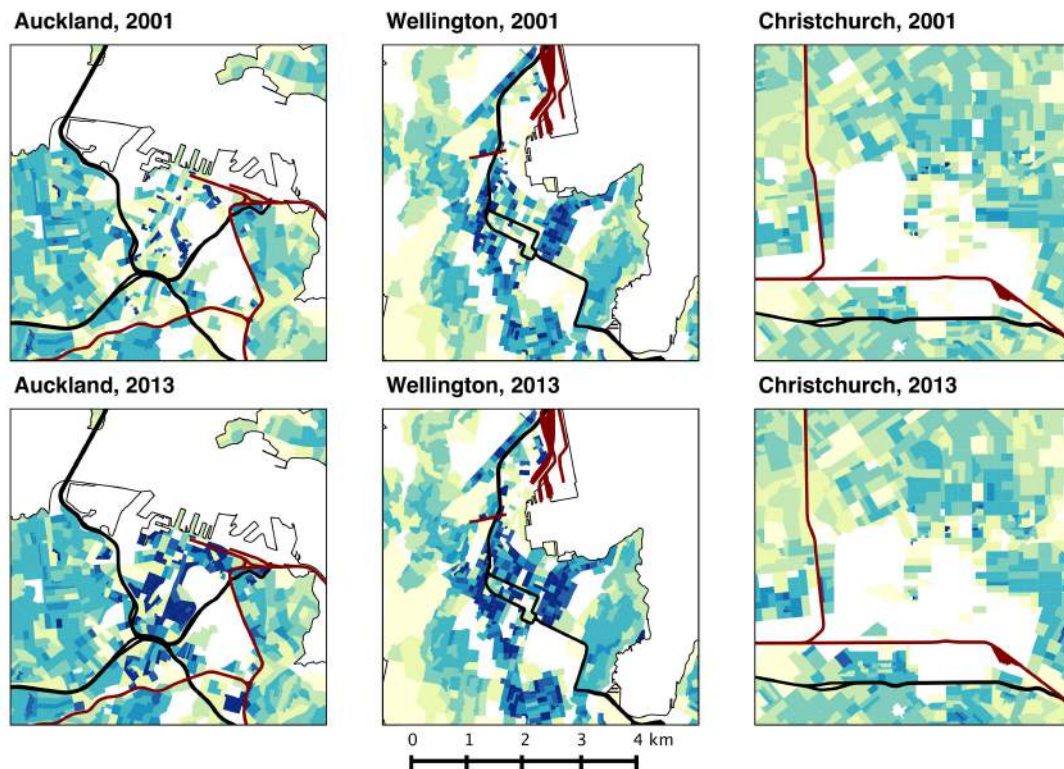 Auckland, 2001 Wellington, 2001 Christchurch, 2001
Auckland, 2013 Wellington, 2013 Christchurch, 2013
0 1 2 3 4 km